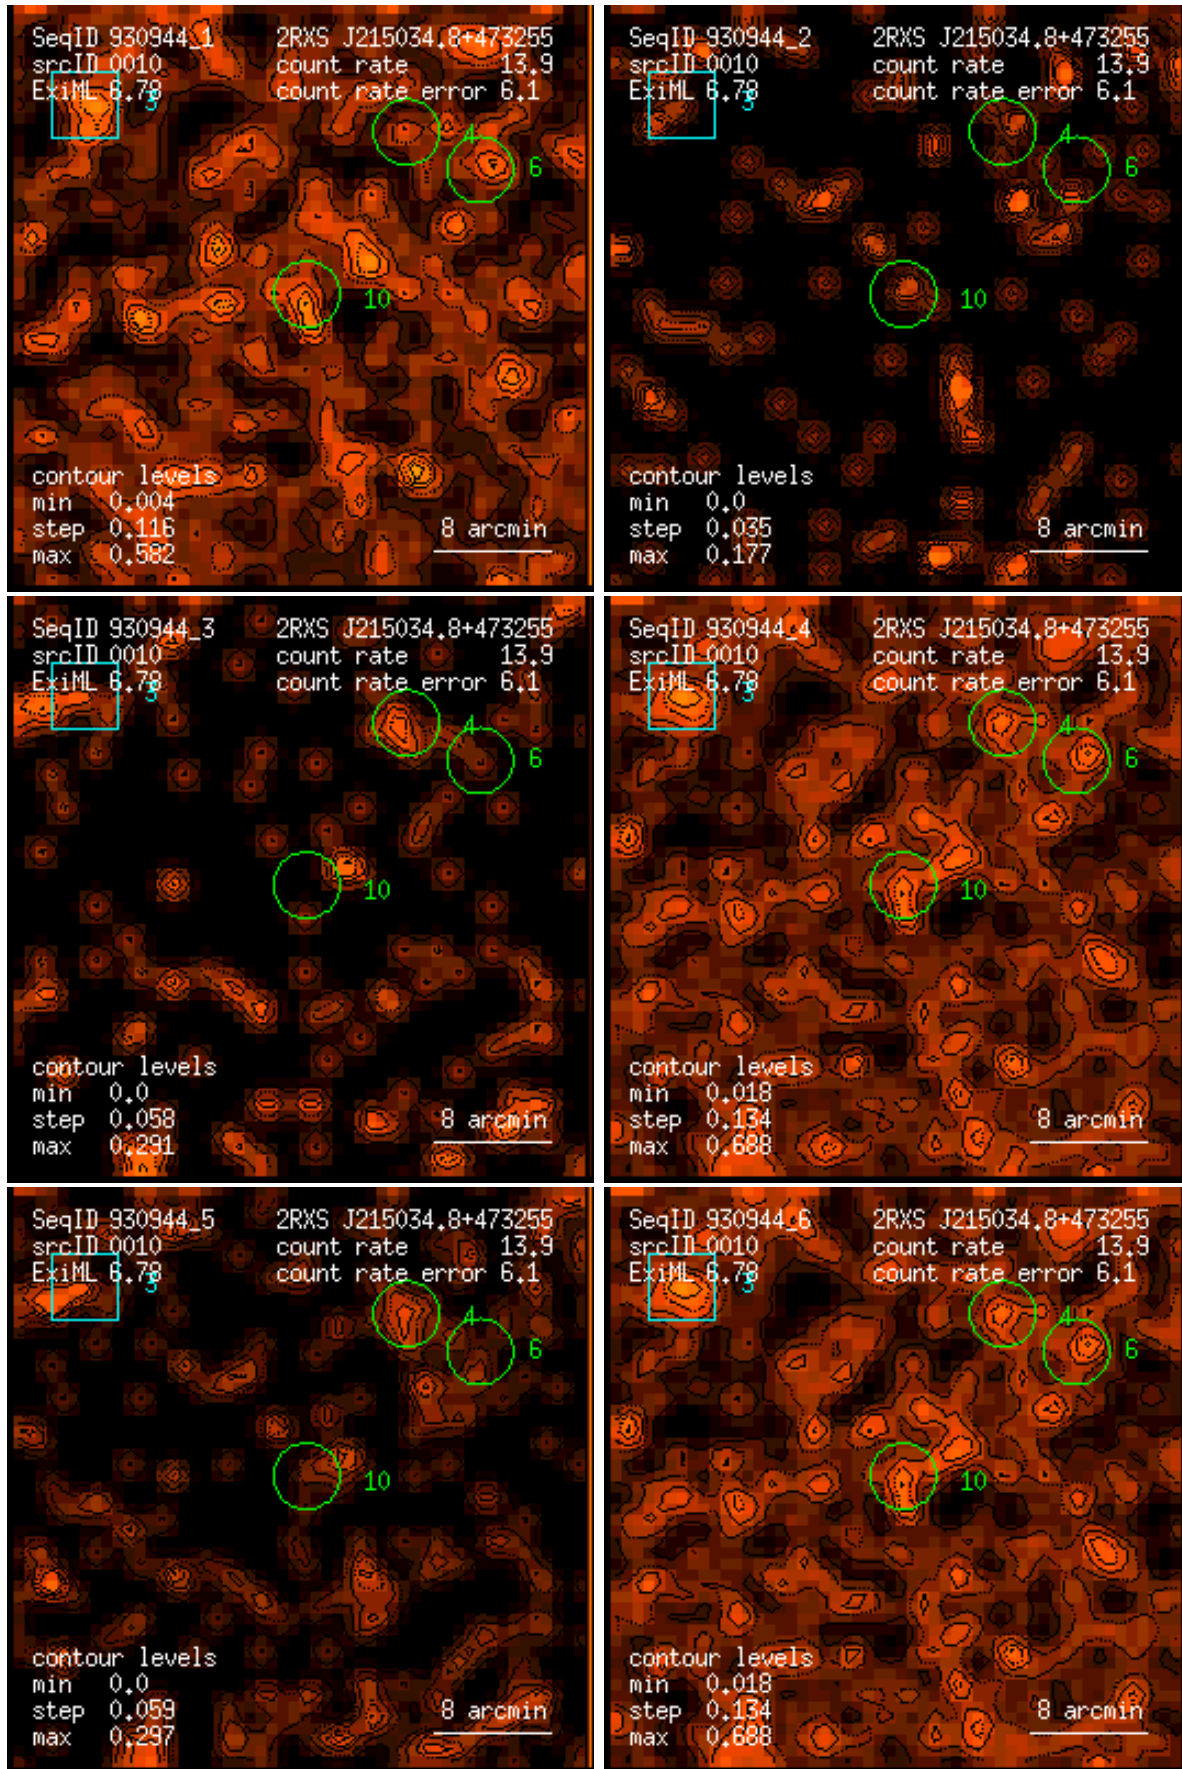 SeqID 930944_1 2RXS J215034.8+473255
srcID 0010 count rate 13.9
ExiML 6.78 count rate error 6.1
3
4
6
10
contour levels
min 0.004
step 0.116
max 0.582
8 arcmin
SeqID 930944_2 2RXS J215034.8+473255
srcID 0010 count rate 13.9
ExiML 6.78 count rate error 6.1
3
4
6
10
contour levels
min 0.0
step 0.035
max 0.177
8 arcmin
SeqID 930944_3 2RXS J215034.8+473255
srcID 0010 count rate 13.9
ExiML 6.78 count rate error 6.1
3
4
6
10
contour levels
min 0.0
step 0.058
max 0.291
8 arcmin
SeqID 930944_4 2RXS J215034.8+473255
srcID 0010 count rate 13.9
ExiML 6.78 count rate error 6.1
3
4
6
10
contour levels
min 0.018
step 0.134
max 0.688
8 arcmin
SeqID 930944_5 2RXS J215034.8+473255
srcID 0010 count rate 13.9
ExiML 6.78 count rate error 6.1
3
4
6
10
contour levels
min 0.0
step 0.059
max 0.297
8 arcmin
SeqID 930944_6 2RXS J215034.8+473255
srcID 0010 count rate 13.9
ExiML 6.78 count rate error 6.1
3
4
6
10
contour levels
min 0.018
step 0.134
max 0.688
8 arcmin